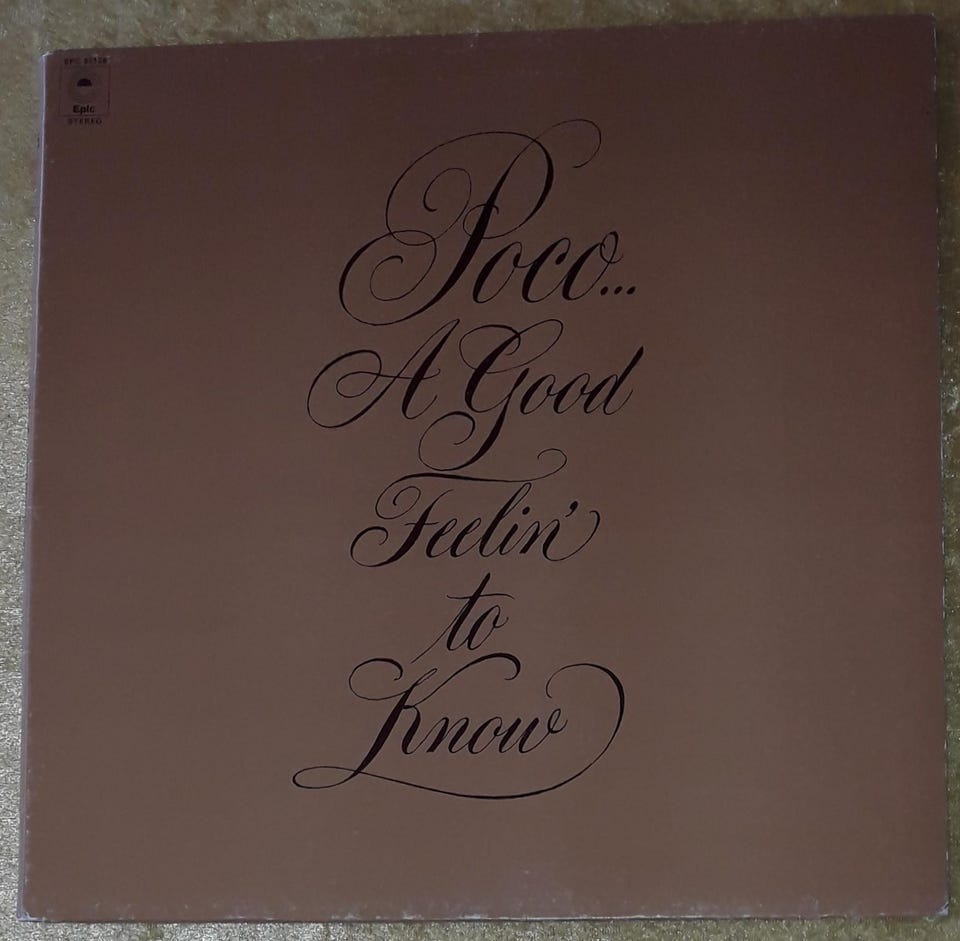 Epic
STEREO
Poco...
A Good
Feelin'
to
Know